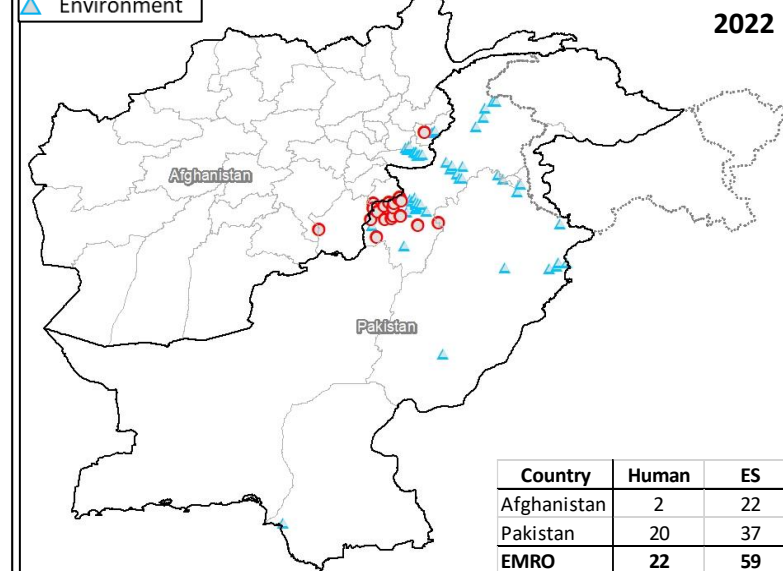 Environment
2022
Afghanistan
Pakistan
Country Human ES
Afghanistan 2 22
Pakistan 20 37
EMRO 22 59